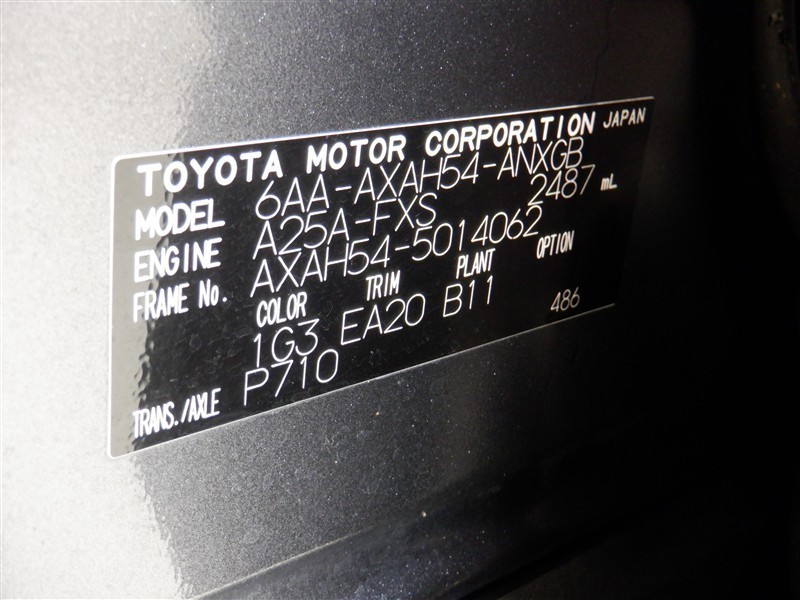 TOYOTA MOTOR CORPORATION JAPAN
MODEL 6AA-AXAH54-ANXGB
ENGINE A25A-FXS 2487 mL
FRAME No. AXAH54-5014062
COLOR TRIM PLANT OPTION
1G3 EA20 B11 486
TRANS./AXLE P710